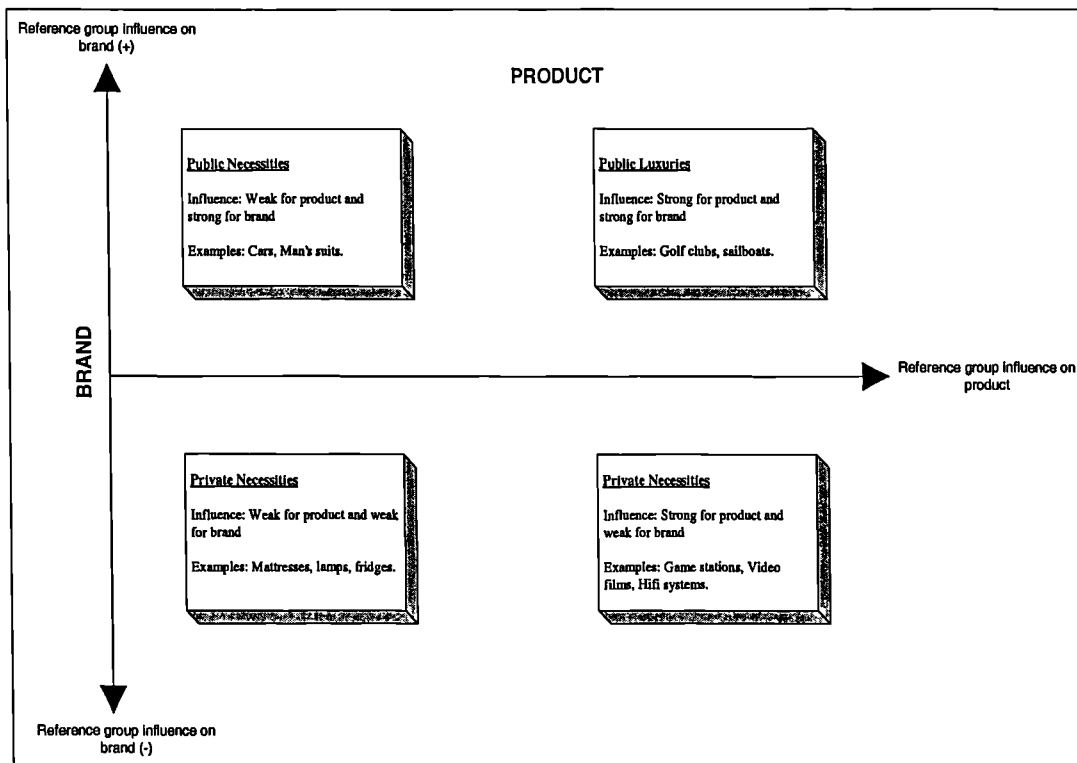 Reference group influence on
brand (+)
PRODUCT
Public Necessities
Influence: Weak for product and
strong for brand
Examples: Cars, Man's suits.
Public Luxuries
Influence: Strong for product and
strong for brand
Examples: Golf clubs, sailboats.
BRAND
Reference group influence on
product
Private Necessities
Influence: Weak for product and weak
for brand
Examples: Mattresses, lamps, fridges.
Private Necessities
Influence: Strong for product and
weak for brand
Examples: Game stations, Video
films, Hifi systems.
Reference group influence on
brand (-)